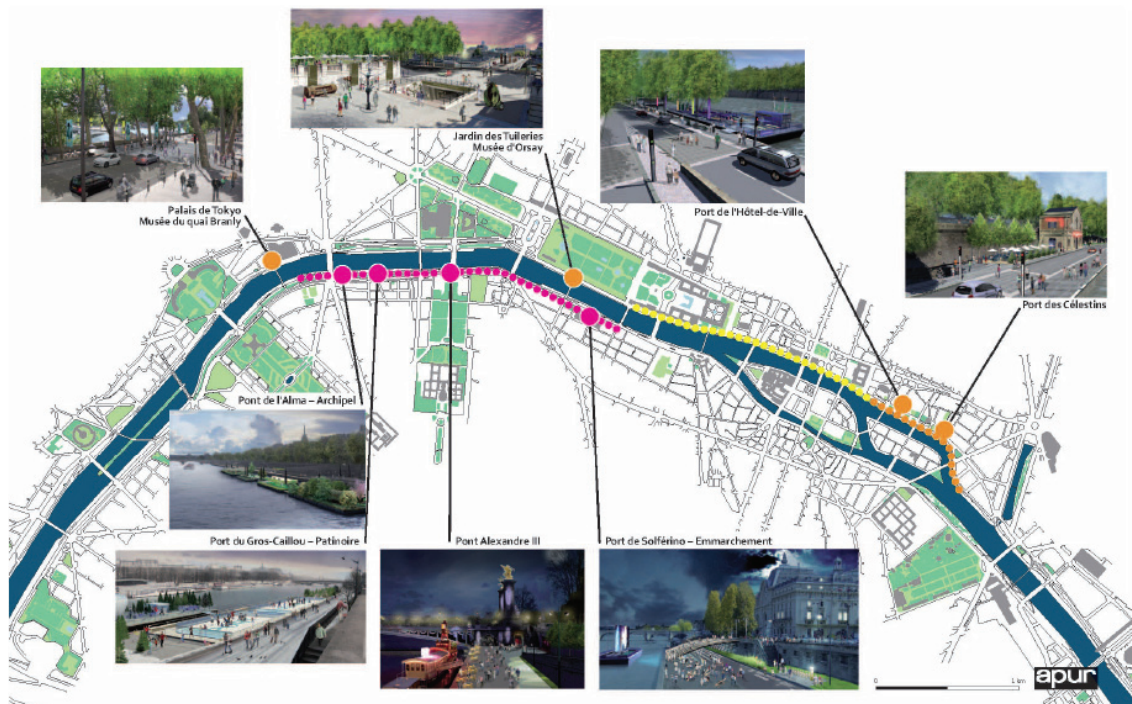 Jardin des Tuileries
Musée d'Orsay
Palais de Tokyo
Musée du quai Branly
Port de l'Hôtel-de-Ville
Port des Célestins
Pont de l'Alma – Archipel
Port du Gros-Caillou – Patinoire
Pont Alexandre III
Port de Solférino – Emmarchement
0
1 km
apur